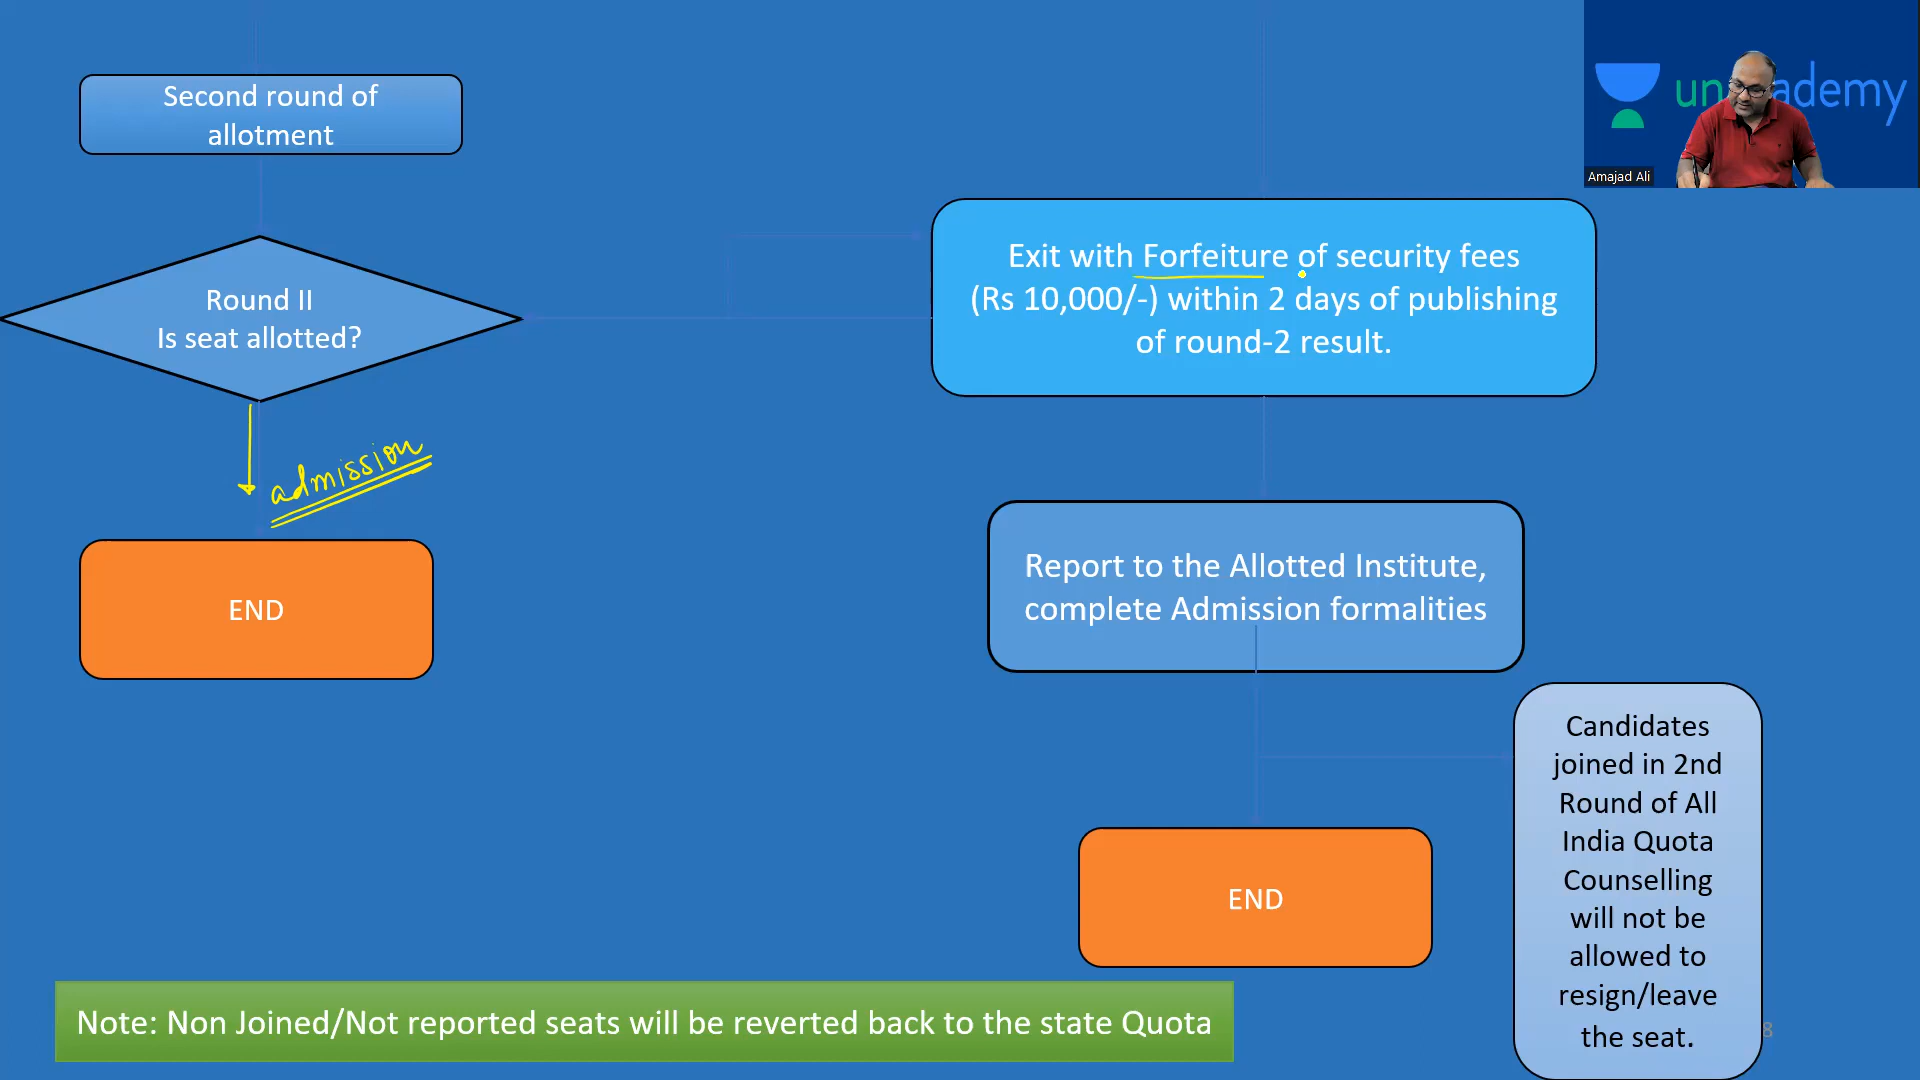 Second round of
allotment
unademy
Amajad Ali
Exit with Forfeiture of security fees
(Rs 10,000/-) within 2 days of publishing
of round-2 result.
Round II
Is seat allotted?
admission
Report to the Allotted Institute,
complete Admission formalities
END
Candidates
joined in 2nd
Round of All
India Quota
Counselling
will not be
allowed to
resign/leave
the seat.
END
Note: Non Joined/Not reported seats will be reverted back to the state Quota
8